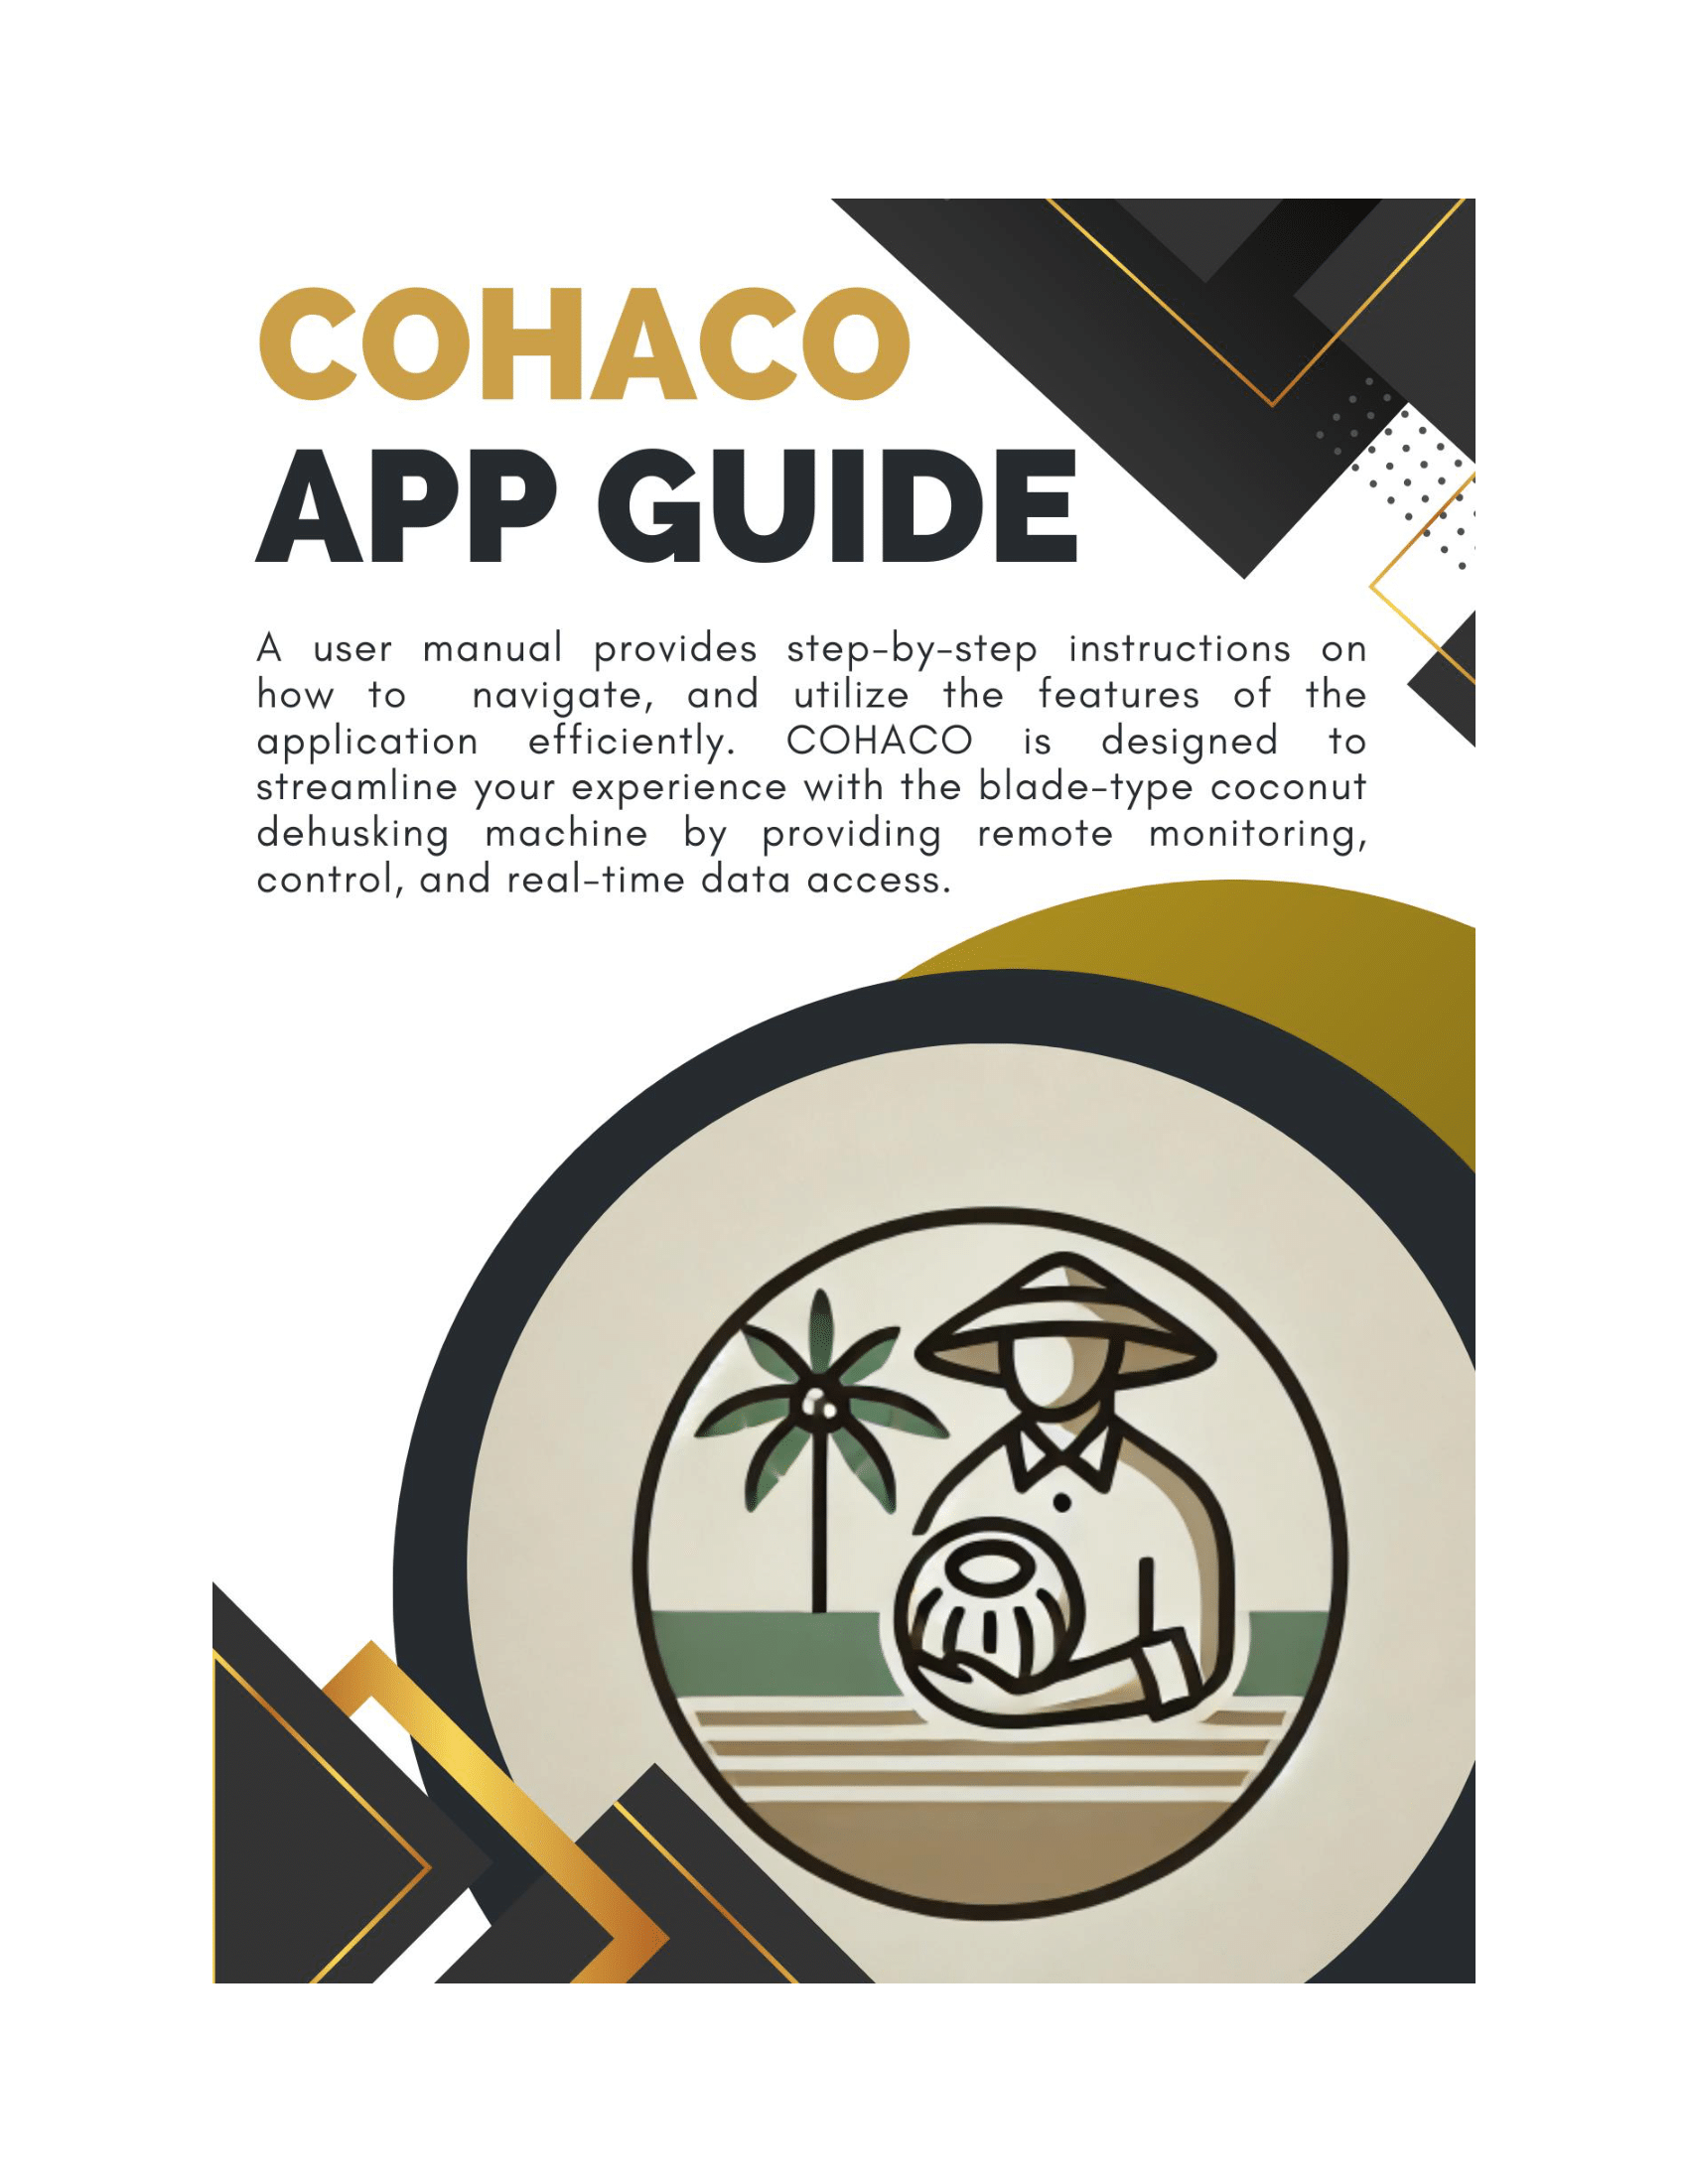 COHACO
APP GUIDE
A user manual provides step-by-step instructions on
how to navigate, and utilize the features of the
application efficiently. COHACO is designed to
streamline your experience with the blade-type coconut
dehusking machine by providing remote monitoring,
control, and real-time data access.